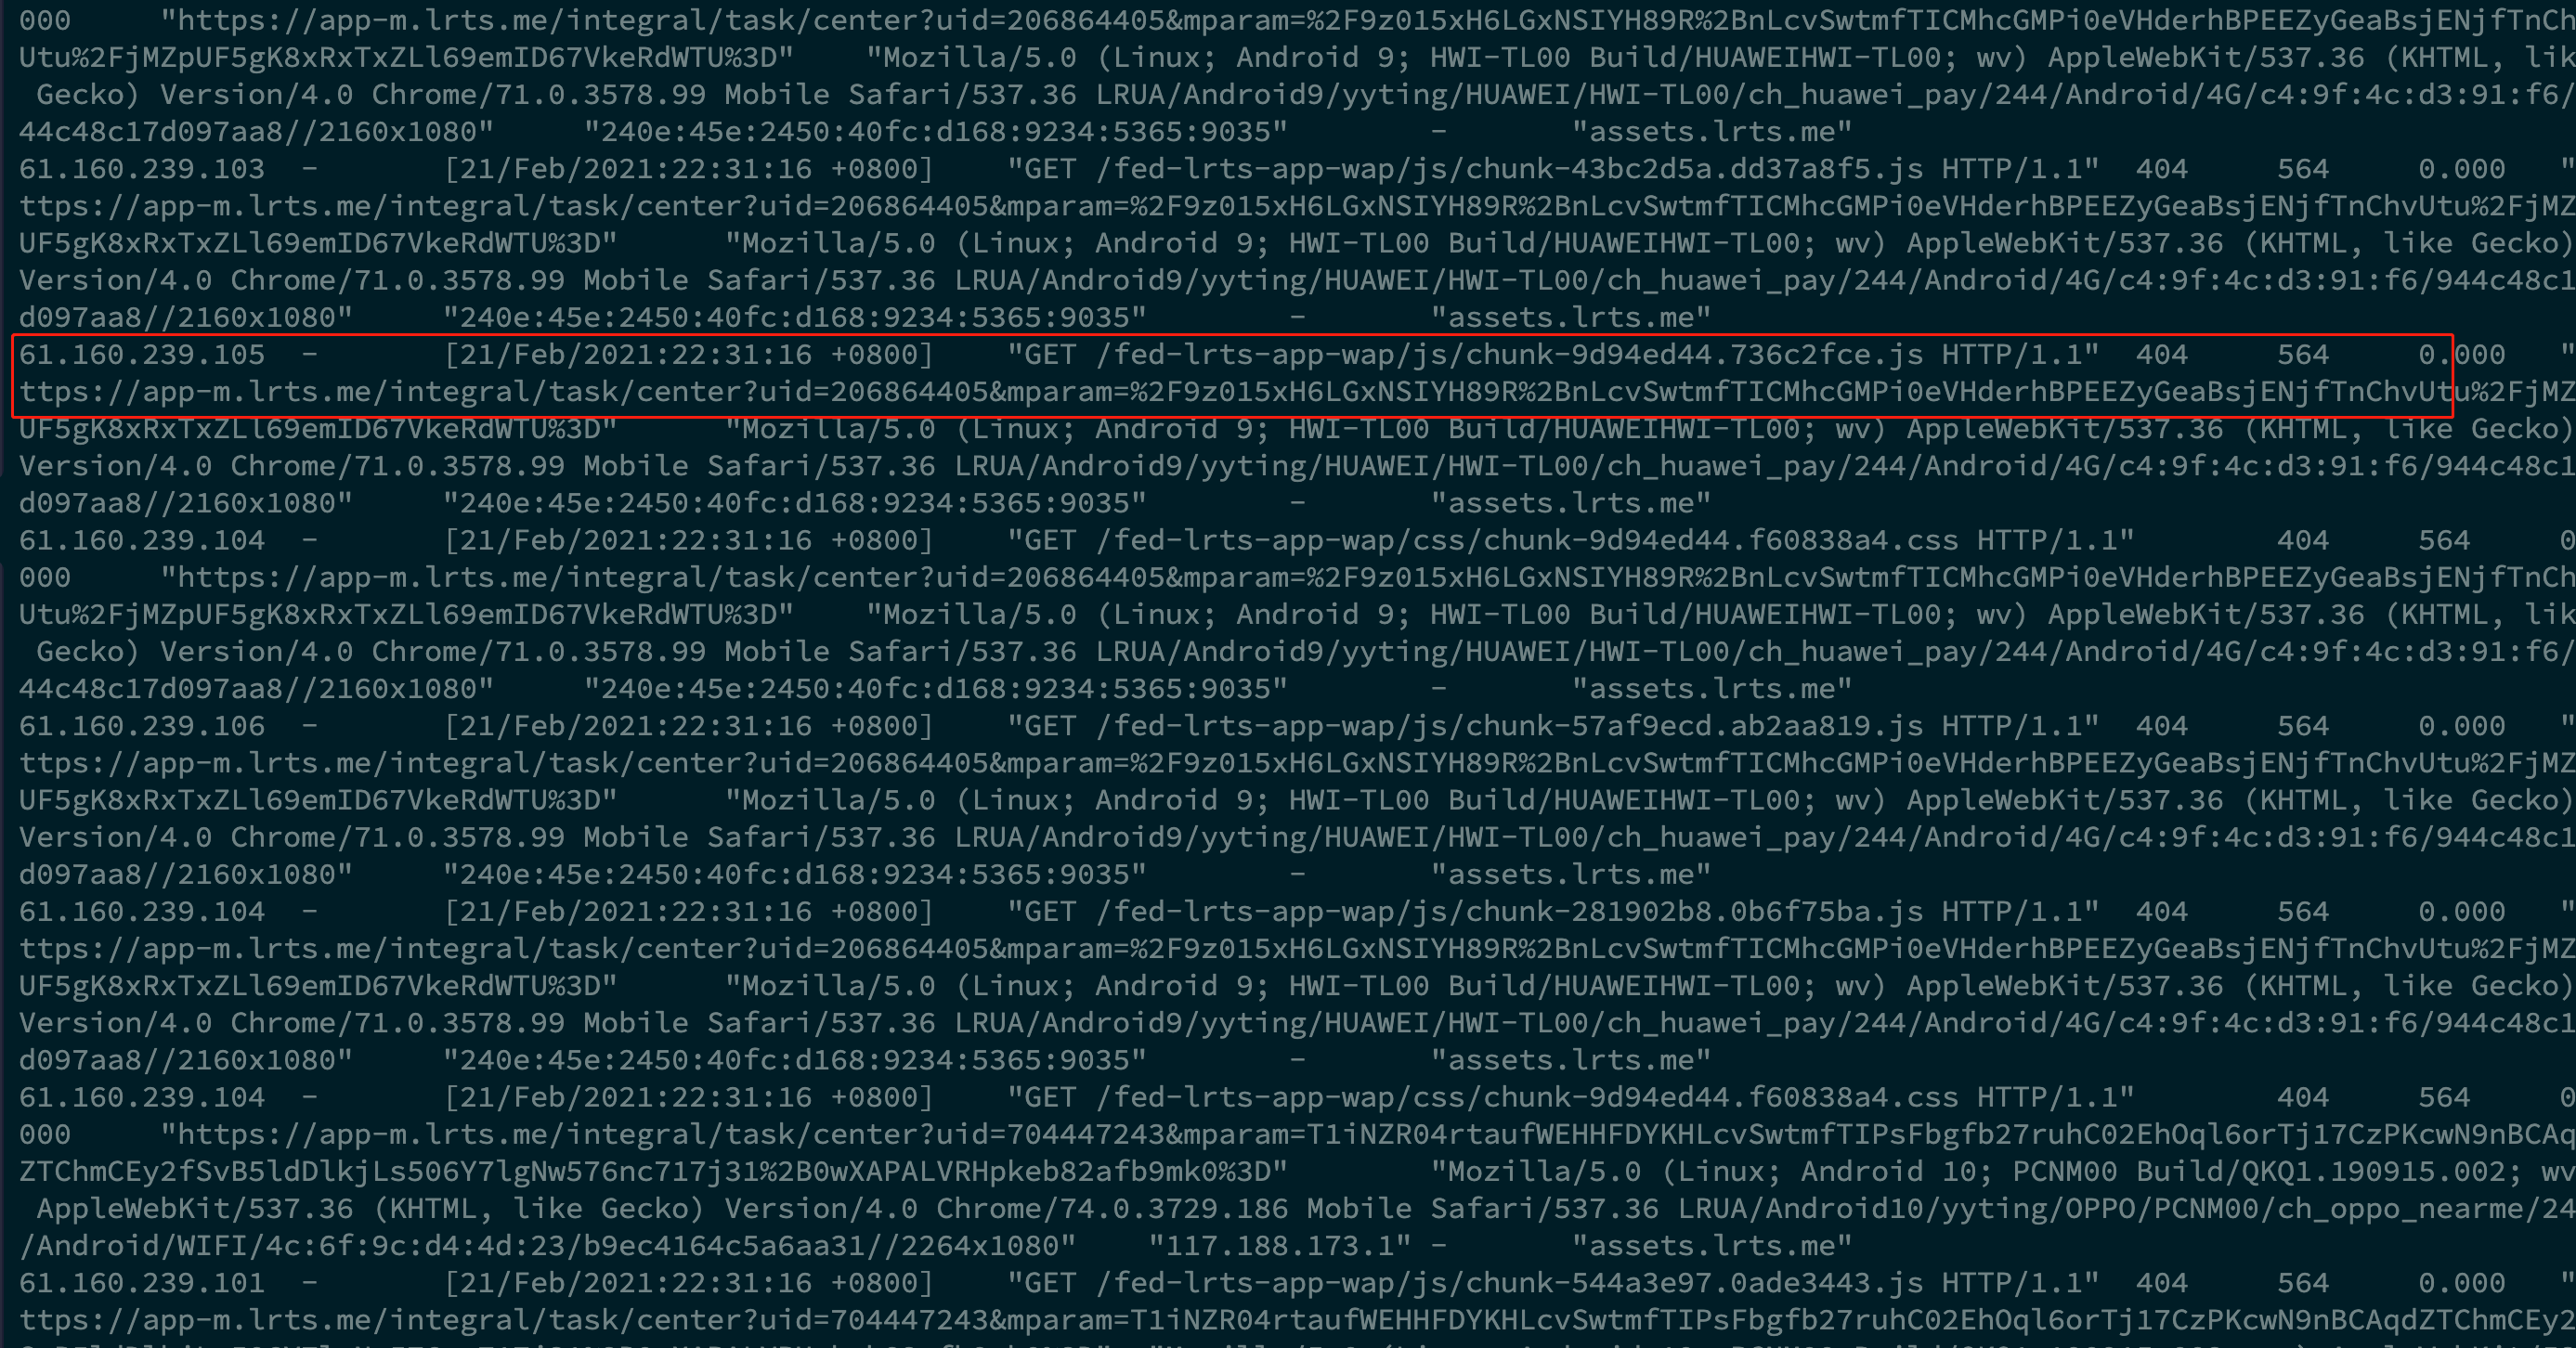 000     "https://app-m.lrts.me/integral/task/center?uid=206864405&mparam=%2F9z015xH6LGxNSIYH89R%2BnLcvSwtmfTICMhcGMPi0eVHderhBPEEZyGeaBsjENjfTnCh
Utu%2FjMZpUF5gK8xRxTxZLl69emID67VkeRdWTU%3D"    "Mozilla/5.0 (Linux; Android 9; HWI-TL00 Build/HUAWEIHWI-TL00; wv) AppleWebKit/537.36 (KHTML, lik
 Gecko) Version/4.0 Chrome/71.0.3578.99 Mobile Safari/537.36 LRUA/Android9/yyting/HUAWEI/HWI-TL00/ch_huawei_pay/244/Android/4G/c4:9f:4c:d3:91:f6/
44c48c17d097aa8//2160x1080"     "240e:45e:2450:40fc:d168:9234:5365:9035"        -       "assets.lrts.me"
61.160.239.103  -       [21/Feb/2021:22:31:16 +0800]    "GET /fed-lrts-app-wap/js/chunk-43bc2d5a.dd37a8f5.js HTTP/1.1"  404     564     0.000   "
ttps://app-m.lrts.me/integral/task/center?uid=206864405&mparam=%2F9z015xH6LGxNSIYH89R%2BnLcvSwtmfTICMhcGMPi0eVHderhBPEEZyGeaBsjENjfTnChvUtu%2FjMZ
UF5gK8xRxTxZLl69emID67VkeRdWTU%3D"      "Mozilla/5.0 (Linux; Android 9; HWI-TL00 Build/HUAWEIHWI-TL00; wv) AppleWebKit/537.36 (KHTML, like Gecko)
Version/4.0 Chrome/71.0.3578.99 Mobile Safari/537.36 LRUA/Android9/yyting/HUAWEI/HWI-TL00/ch_huawei_pay/244/Android/4G/c4:9f:4c:d3:91:f6/944c48c1
d097aa8//2160x1080"     "240e:45e:2450:40fc:d168:9234:5365:9035"        -       "assets.lrts.me"
61.160.239.105  -       [21/Feb/2021:22:31:16 +0800]    "GET /fed-lrts-app-wap/js/chunk-9d94ed44.736c2fce.js HTTP/1.1"  404     564     0.000   "
ttps://app-m.lrts.me/integral/task/center?uid=206864405&mparam=%2F9z015xH6LGxNSIYH89R%2BnLcvSwtmfTICMhcGMPi0eVHderhBPEEZyGeaBsjENjfTnChvUtu%2FjMZ
UF5gK8xRxTxZLl69emID67VkeRdWTU%3D"      "Mozilla/5.0 (Linux; Android 9; HWI-TL00 Build/HUAWEIHWI-TL00; wv) AppleWebKit/537.36 (KHTML, like Gecko)
Version/4.0 Chrome/71.0.3578.99 Mobile Safari/537.36 LRUA/Android9/yyting/HUAWEI/HWI-TL00/ch_huawei_pay/244/Android/4G/c4:9f:4c:d3:91:f6/944c48c1
d097aa8//2160x1080"     "240e:45e:2450:40fc:d168:9234:5365:9035"        -       "assets.lrts.me"
61.160.239.104  -       [21/Feb/2021:22:31:16 +0800]    "GET /fed-lrts-app-wap/css/chunk-9d94ed44.f60838a4.css HTTP/1.1"        404     564     0
000     "https://app-m.lrts.me/integral/task/center?uid=206864405&mparam=%2F9z015xH6LGxNSIYH89R%2BnLcvSwtmfTICMhcGMPi0eVHderhBPEEZyGeaBsjENjfTnCh
Utu%2FjMZpUF5gK8xRxTxZLl69emID67VkeRdWTU%3D"    "Mozilla/5.0 (Linux; Android 9; HWI-TL00 Build/HUAWEIHWI-TL00; wv) AppleWebKit/537.36 (KHTML, lik
 Gecko) Version/4.0 Chrome/71.0.3578.99 Mobile Safari/537.36 LRUA/Android9/yyting/HUAWEI/HWI-TL00/ch_huawei_pay/244/Android/4G/c4:9f:4c:d3:91:f6/
44c48c17d097aa8//2160x1080"     "240e:45e:2450:40fc:d168:9234:5365:9035"        -       "assets.lrts.me"
61.160.239.106  -       [21/Feb/2021:22:31:16 +0800]    "GET /fed-lrts-app-wap/js/chunk-57af9ecd.ab2aa819.js HTTP/1.1"  404     564     0.000   "
ttps://app-m.lrts.me/integral/task/center?uid=206864405&mparam=%2F9z015xH6LGxNSIYH89R%2BnLcvSwtmfTICMhcGMPi0eVHderhBPEEZyGeaBsjENjfTnChvUtu%2FjMZ
UF5gK8xRxTxZLl69emID67VkeRdWTU%3D"      "Mozilla/5.0 (Linux; Android 9; HWI-TL00 Build/HUAWEIHWI-TL00; wv) AppleWebKit/537.36 (KHTML, like Gecko)
Version/4.0 Chrome/71.0.3578.99 Mobile Safari/537.36 LRUA/Android9/yyting/HUAWEI/HWI-TL00/ch_huawei_pay/244/Android/4G/c4:9f:4c:d3:91:f6/944c48c1
d097aa8//2160x1080"     "240e:45e:2450:40fc:d168:9234:5365:9035"        -       "assets.lrts.me"
61.160.239.104  -       [21/Feb/2021:22:31:16 +0800]    "GET /fed-lrts-app-wap/js/chunk-281902b8.0b6f75ba.js HTTP/1.1"  404     564     0.000   "
ttps://app-m.lrts.me/integral/task/center?uid=206864405&mparam=%2F9z015xH6LGxNSIYH89R%2BnLcvSwtmfTICMhcGMPi0eVHderhBPEEZyGeaBsjENjfTnChvUtu%2FjMZ
UF5gK8xRxTxZLl69emID67VkeRdWTU%3D"      "Mozilla/5.0 (Linux; Android 9; HWI-TL00 Build/HUAWEIHWI-TL00; wv) AppleWebKit/537.36 (KHTML, like Gecko)
Version/4.0 Chrome/71.0.3578.99 Mobile Safari/537.36 LRUA/Android9/yyting/HUAWEI/HWI-TL00/ch_huawei_pay/244/Android/4G/c4:9f:4c:d3:91:f6/944c48c1
d097aa8//2160x1080"     "240e:45e:2450:40fc:d168:9234:5365:9035"        -       "assets.lrts.me"
61.160.239.104  -       [21/Feb/2021:22:31:16 +0800]    "GET /fed-lrts-app-wap/css/chunk-9d94ed44.f60838a4.css HTTP/1.1"        404     564     0
000     "https://app-m.lrts.me/integral/task/center?uid=704447243&mparam=T1iNZR04rtaufWEHHFDYKHLcvSwtmfTIPsFbgfb27ruhC02EhOql6orTj17CzPKcwN9nBCAq
ZTChmCEy2fSvB5ldDlkjLs506Y7lgNw576nc717j31%2B0wXAPALVRHpkeb82afb9mk0%3D"        "Mozilla/5.0 (Linux; Android 10; PCNM00 Build/QKQ1.190915.002; wv
 AppleWebKit/537.36 (KHTML, like Gecko) Version/4.0 Chrome/74.0.3729.186 Mobile Safari/537.36 LRUA/Android10/yyting/OPPO/PCNM00/ch_oppo_nearme/24
/Android/WIFI/4c:6f:9c:d4:4d:23/b9ec4164c5a6aa31//2264x1080"    "117.188.173.1" -       "assets.lrts.me"
61.160.239.101  -       [21/Feb/2021:22:31:16 +0800]    "GET /fed-lrts-app-wap/js/chunk-544a3e97.0ade3443.js HTTP/1.1"  404     564     0.000   "
ttps://app-m.lrts.me/integral/task/center?uid=704447243&mparam=T1iNZR04rtaufWEHHFDYKHLcvSwtmfTIPsFbgfb27ruhC02EhOql6orTj17CzPKcwN9nBCAqdZTChmCEy2